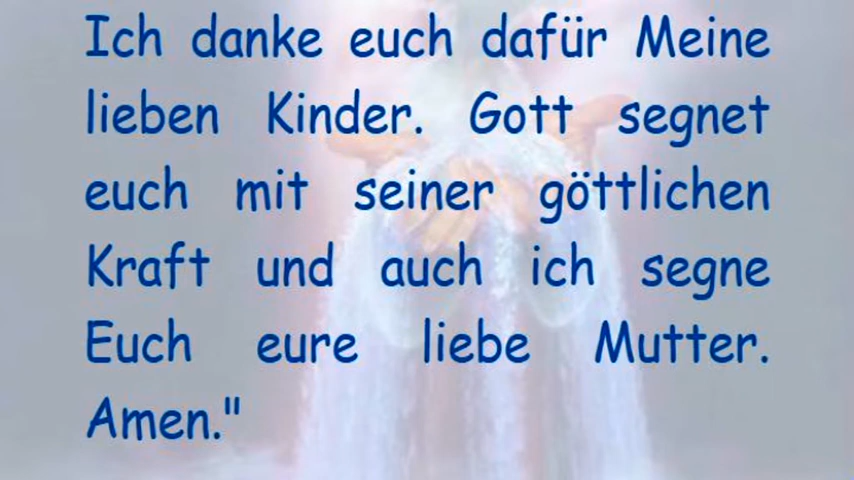 Ich danke euch dafür Meine
lieben Kinder. Gott segnet
euch mit seiner göttlichen
Kraft und auch ich segne
Euch eure liebe Mutter.
Amen."